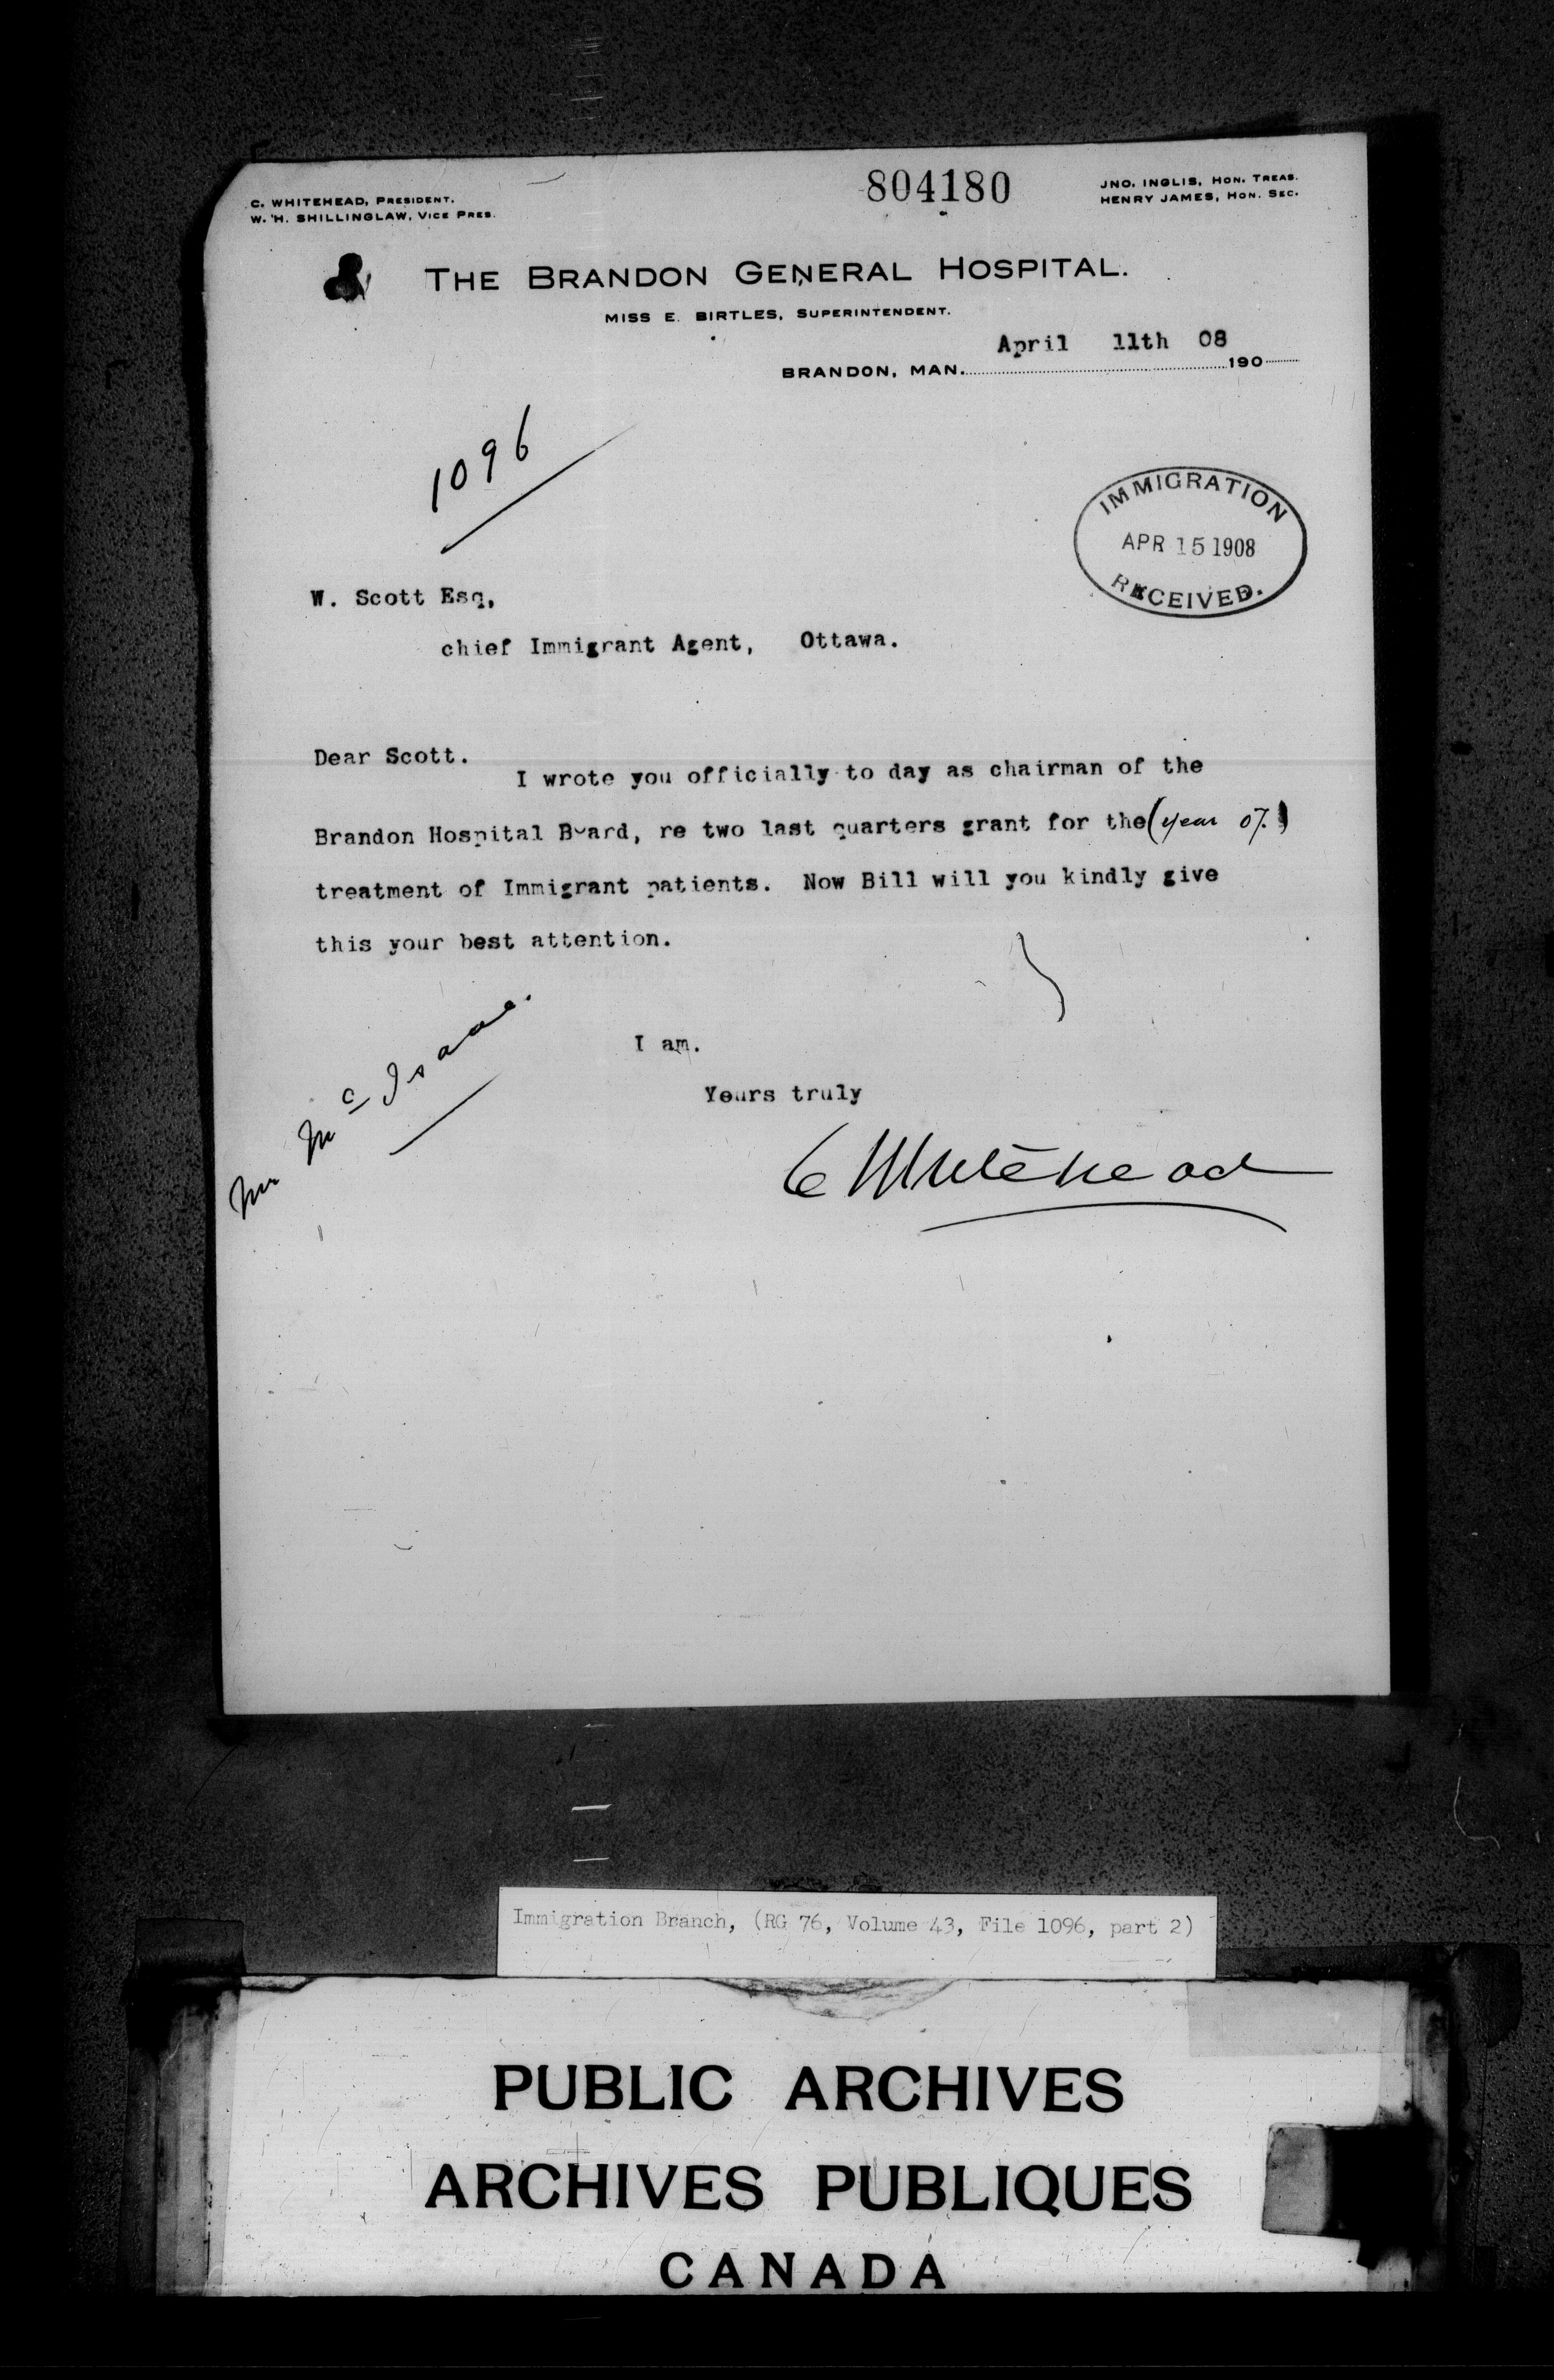 804180
C. WHITEHEAD, PRESIDENT.
W. H. SHILLINGLAW, VICE PRES.
JNO. INGLIS, HON. TREAS.
HENRY JAMES, HON. SEC.
THE BRANDON GENERAL HOSPITAL.
MISS E. BIRTLES, SUPERINTENDENT.
April 11th 08
BRANDON, MAN. 190
1096
IMMIGRATION
APR 15 1908
RECEIVED.
W. Scott Esq,
chief Immigrant Agent, Ottawa.
Dear Scott.
I wrote you officially to day as chairman of the
Brandon Hospital Board, re two last quarters grant for the (year 07.)
treatment of Immigrant patients. Now Bill will you kindly give
this your best attention.
I am.
Yours truly
C Whitehead
Mr McIsaac.
Immigration Branch, (RG 76, Volume 43, File 1096, part 2)
PUBLIC ARCHIVES
ARCHIVES PUBLIQUES
CANADA